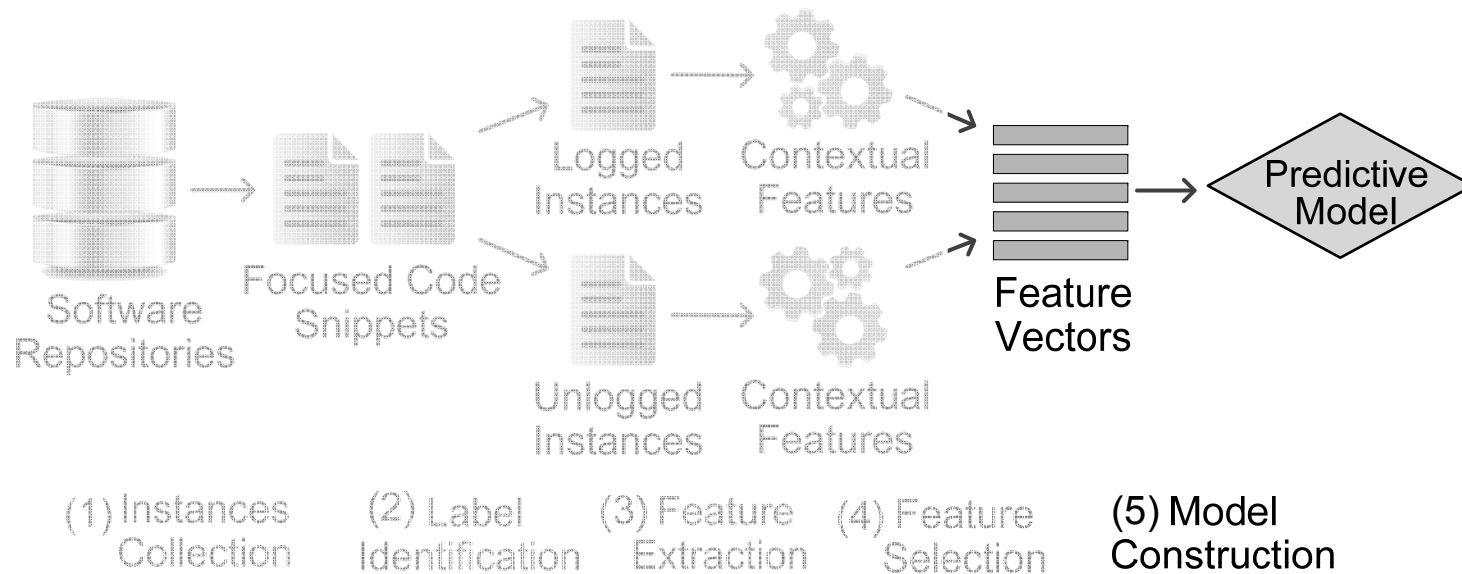 Software
Repositories
Focused Code
Snippets
Logged
Instances
Contextual
Features
Unlogged
Instances
Contextual
Features
Feature
Vectors
Predictive
Model
(1) Instances
Collection
(2) Label
Identification
(3) Feature
Extraction
(4) Feature
Selection
(5) Model
Construction